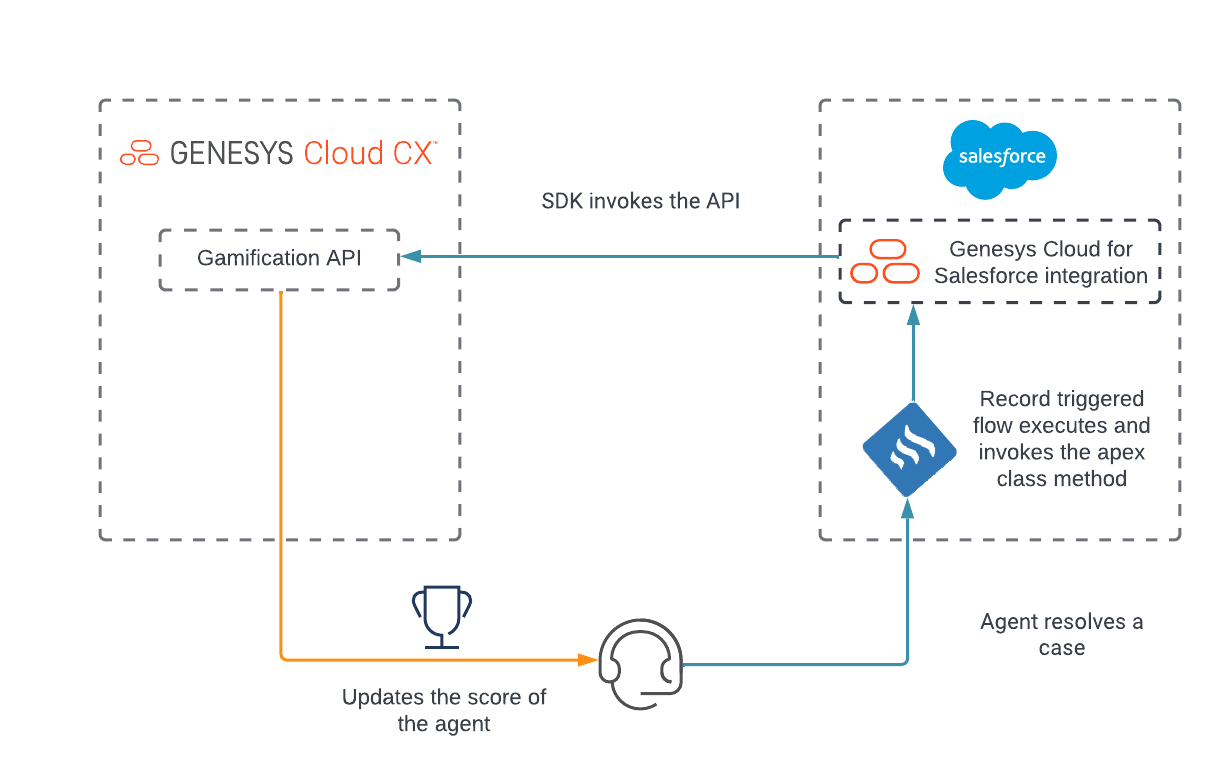 GENESYS Cloud CX™
salesforce
SDK invokes the API
Gamification API
Genesys Cloud for
Salesforce integration
Record triggered
flow executes and
invokes the apex
class method
Agent resolves a
case
Updates the score of
the agent